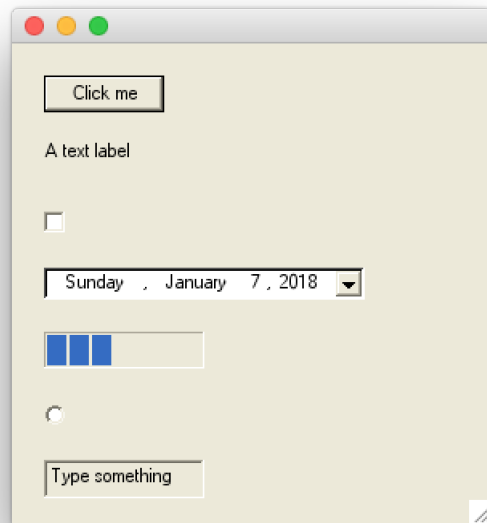 Click me
A text label
Sunday , January 7 , 2018
Type something